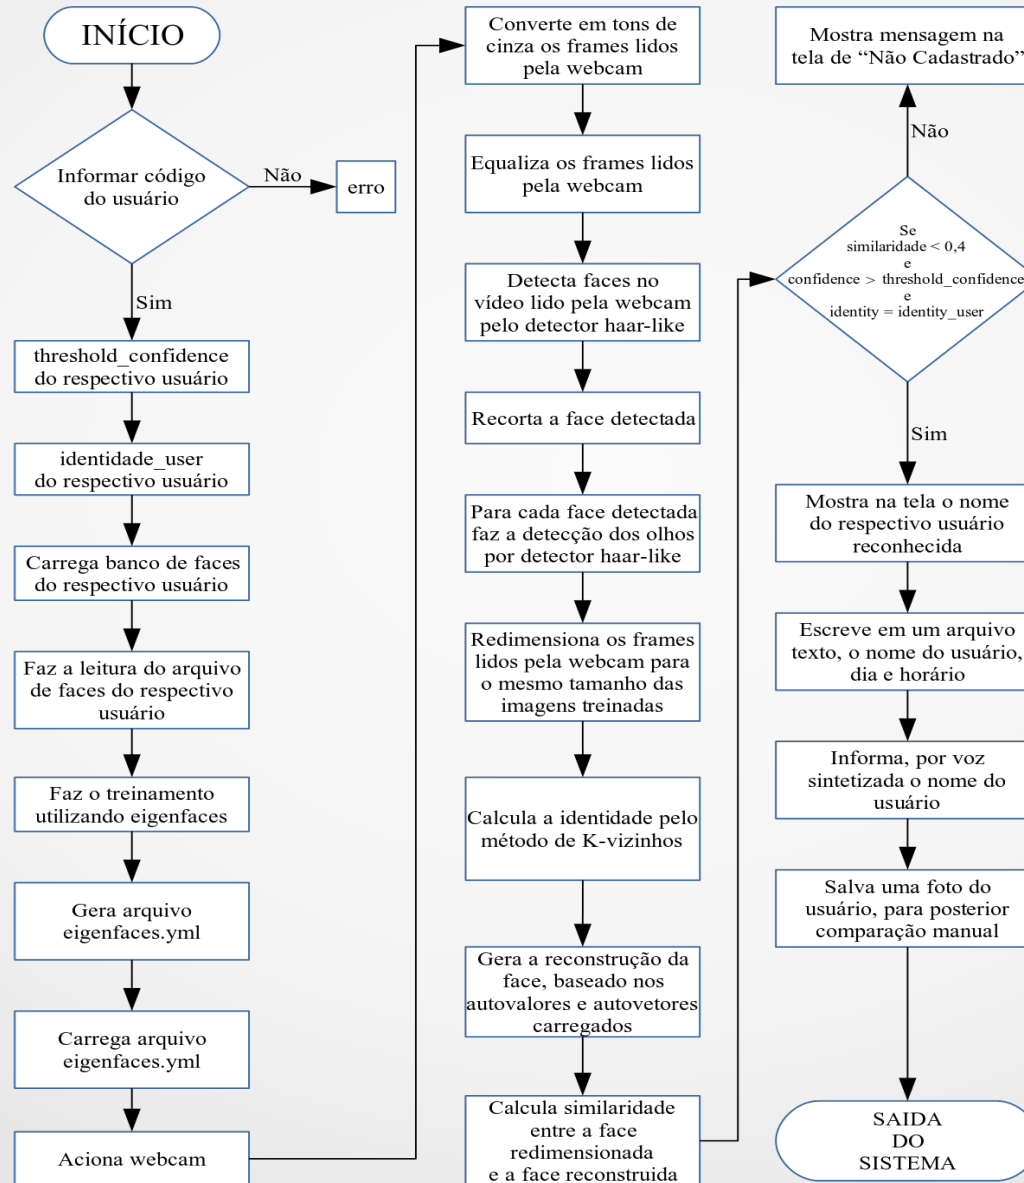 INÍCIO
Informar código
do usuário
Não
erro
Sim
threshold_confidence
do respectivo usuário
identidade_user
do respectivo usuário
Carrega banco de faces
do respectivo usuário
Faz a leitura do arquivo
de faces do respectivo
usuário
Faz o treinamento
utilizando eigenfaces
Gera arquivo
eigenfaces.yml
Carrega arquivo
eigenfaces.yml
Aciona webcam
Converte em tons de
cinza os frames lidos
pela webcam
Equaliza os frames lidos
pela webcam
Detecta faces no
vídeo lido pela webcam
pelo detector haar-like
Recorta a face detectada
Para cada face detectada
faz a detecção dos olhos
por detector haar-like
Redimensiona os frames
lidos pela webcam para
o mesmo tamanho das
imagens treinadas
Calcula a identidade pelo
método de K-vizinhos
Gera a reconstrução da
face, baseado nos
autovalores e autovetores
carregados
Calcula similaridade
entre a face
redimensionada
e a face reconstruida
Mostra mensagem na
tela de “Não Cadastrado”
Não
Se
similaridade < 0,4
e
confidence > threshold_confidence
e
identity = identity_user
Sim
Mostra na tela o nome
do respectivo usuário
reconhecida
Escreve em um arquivo
texto, o nome do usuário,
dia e horário
Informa, por voz
sintetizada o nome do
usuário
Salva uma foto do
usuário, para posterior
comparação manual
SAIDA
DO
SISTEMA